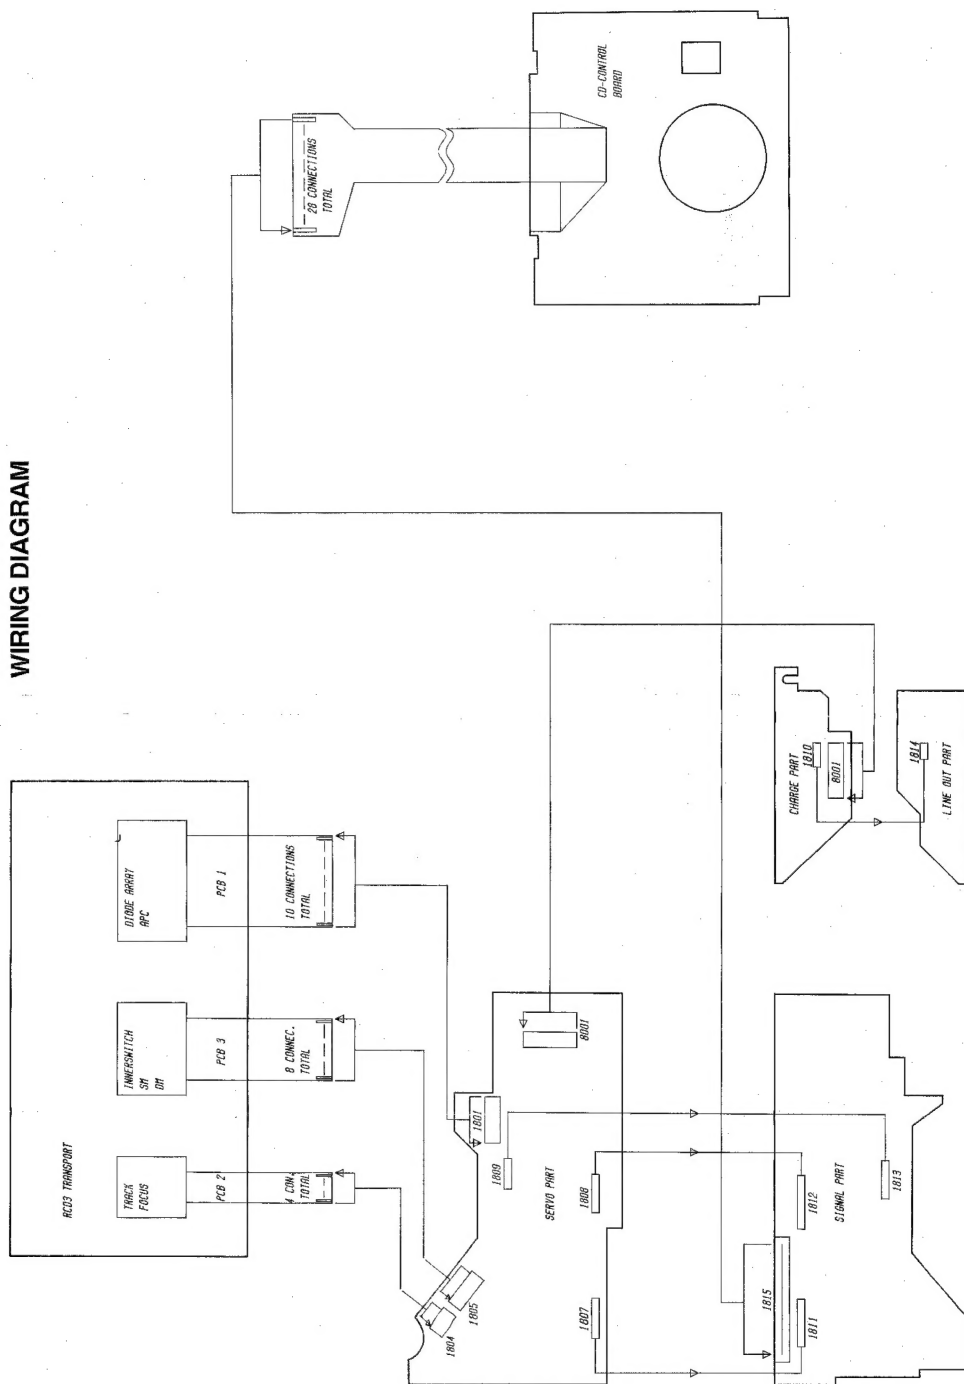 WIRING DIAGRAM
RCD3 TRANSPORT
TRACK
FOCUS
PCB 2
4 CON.
TOTAL
INNERSWITCH
SM
DM
PCB 3
8 CONNEC.
TOTAL
DIODE ARRAY
APC
PCB 1
10 CONNECTIONS
TOTAL
20 CONNECTIONS
TOTAL
CD-CONTROL
BOARD
1804
1805
1801
1809
SERVO PART
1807
1808
8001
1815
1811
1812
SIGNAL PART
1813
CHARGE PART
1810
8001
1814
LINE OUT PART